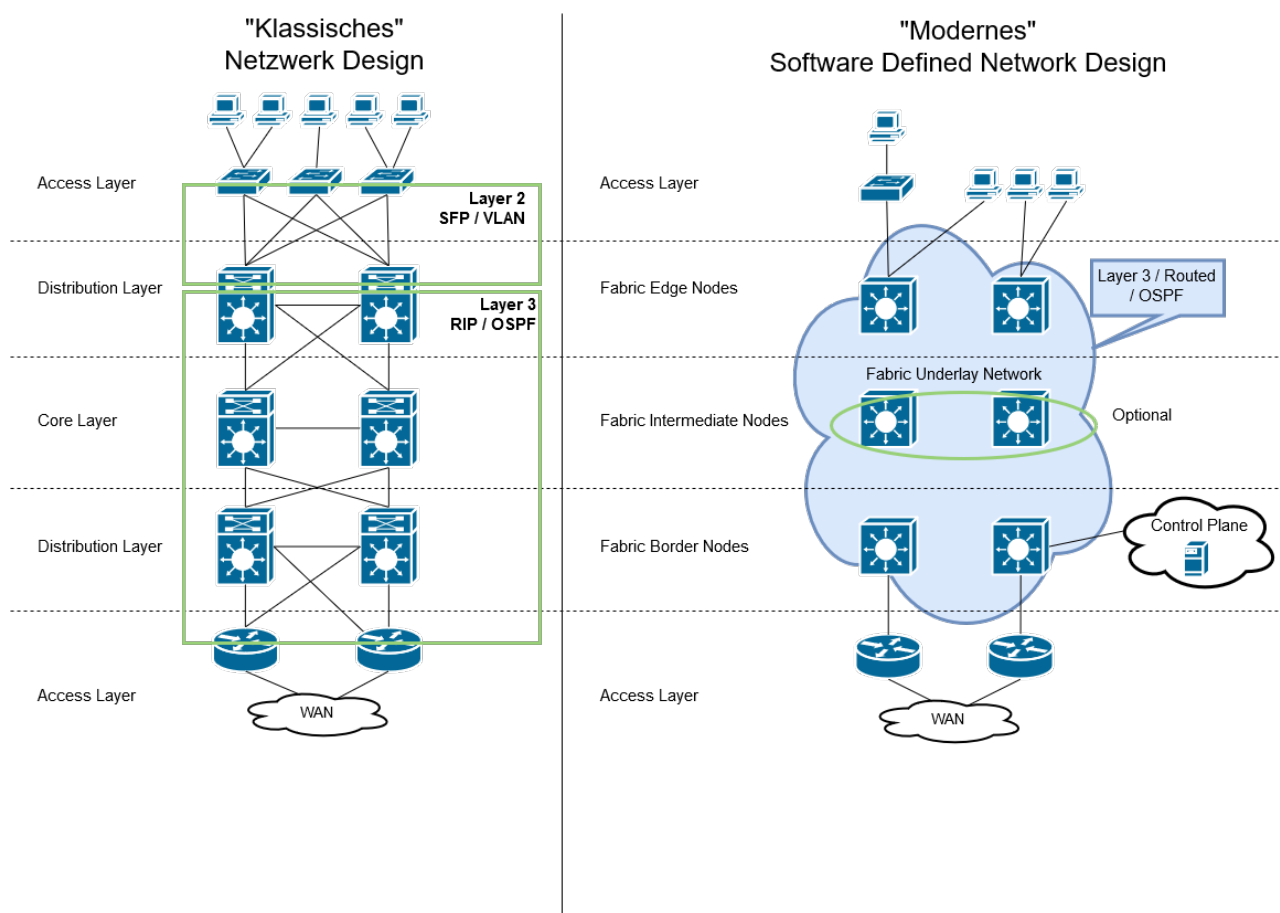 "Klassisches"
Netzwerk Design
Access Layer
Layer 2
SFP / VLAN
Distribution Layer
Layer 3
RIP / OSPF
Core Layer
Distribution Layer
Access Layer
WAN
"Modernes"
Software Defined Network Design
Access Layer
Fabric Edge Nodes
Layer 3 / Routed
/ OSPF
Fabric Underlay Network
Fabric Intermediate Nodes
Optional
Fabric Border Nodes
Control Plane
Access Layer
WAN